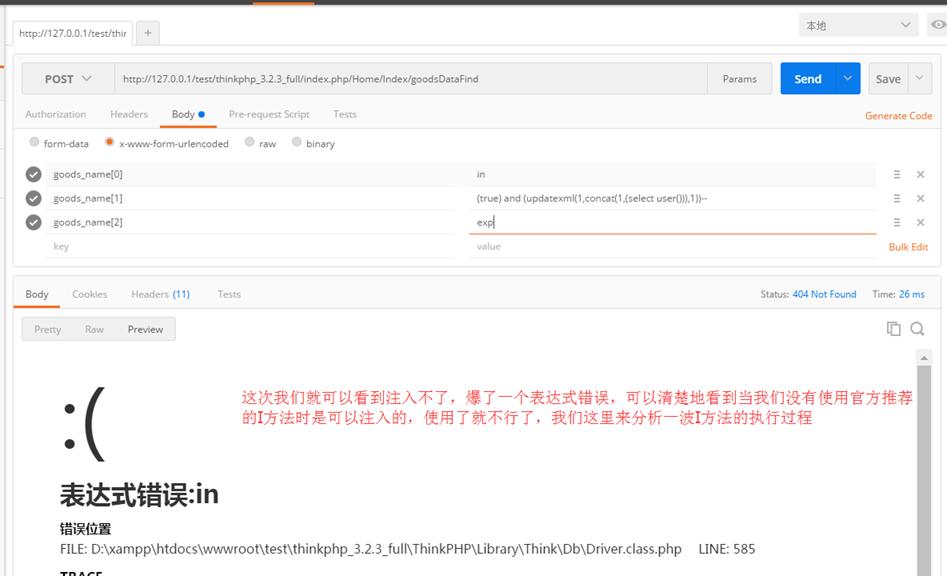 本地
http://127.0.0.1/test/thir
+
POST http://127.0.0.1/test/thinkphp_3.2.3_full/index.php/Home/Index/goodsDataFind Params Send Save
Authorization Headers Body Pre-request Script Tests Generate Code
form-data x-www-form-urlencoded raw binary
goods_name[0] in
goods_name[1] (true) and (updatexml(1,concat(1,(select user())),1))--
goods_name[2] exp
key value Bulk Edit
Body Cookies Headers (11) Tests Status: 404 Not Found Time: 26 ms
Pretty Raw Preview
:(
这次我们就可以看到注入不了，爆了一个表达式错误，可以清楚地看到当我们没有使用官方推荐
的I方法时是可以注入的，使用了就不行了，我们这里来分析一波I方法的执行过程
表达式错误:in
错误位置
FILE: D:\xampp\htdocs\wwwroot\test\thinkphp_3.2.3_full\ThinkPHP\Library\Think\Db\Driver.class.php LINE: 585
TRACE